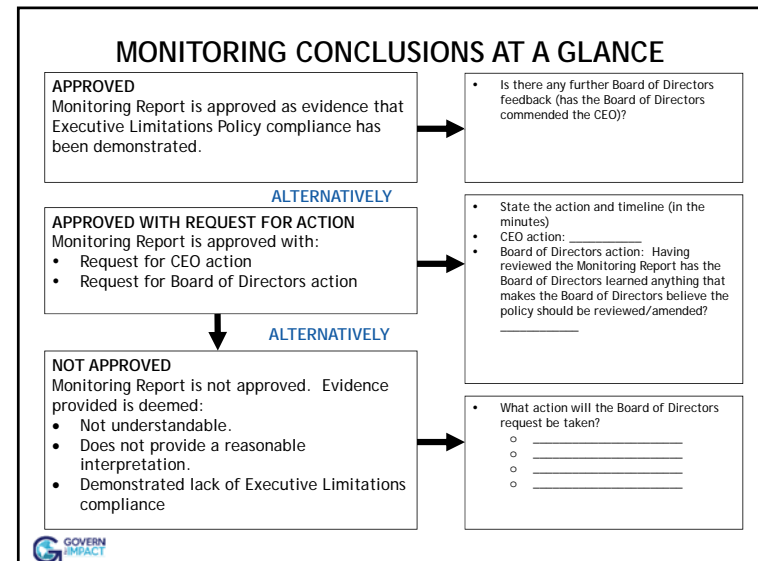 MONITORING CONCLUSIONS AT A GLANCE
APPROVED
Monitoring Report is approved as evidence that
Executive Limitations Policy compliance has
been demonstrated.
• Is there any further Board of Directors
feedback (has the Board of Directors
commended the CEO)?
ALTERNATIVELY
APPROVED WITH REQUEST FOR ACTION
Monitoring Report is approved with:
• Request for CEO action
• Request for Board of Directors action
• State the action and timeline (in the
minutes)
• CEO action: ____________
• Board of Directors action: Having
reviewed the Monitoring Report has the
Board of Directors learned anything that
makes the Board of Directors believe the
policy should be reviewed/amended?
_____________
ALTERNATIVELY
NOT APPROVED
Monitoring Report is not approved. Evidence
provided is deemed:
• Not understandable.
• Does not provide a reasonable
interpretation.
• Demonstrated lack of Executive Limitations
compliance
• What action will the Board of Directors
request be taken?
o _________________________
o _________________________
o _________________________
o _________________________
GOVERN
IMPACT